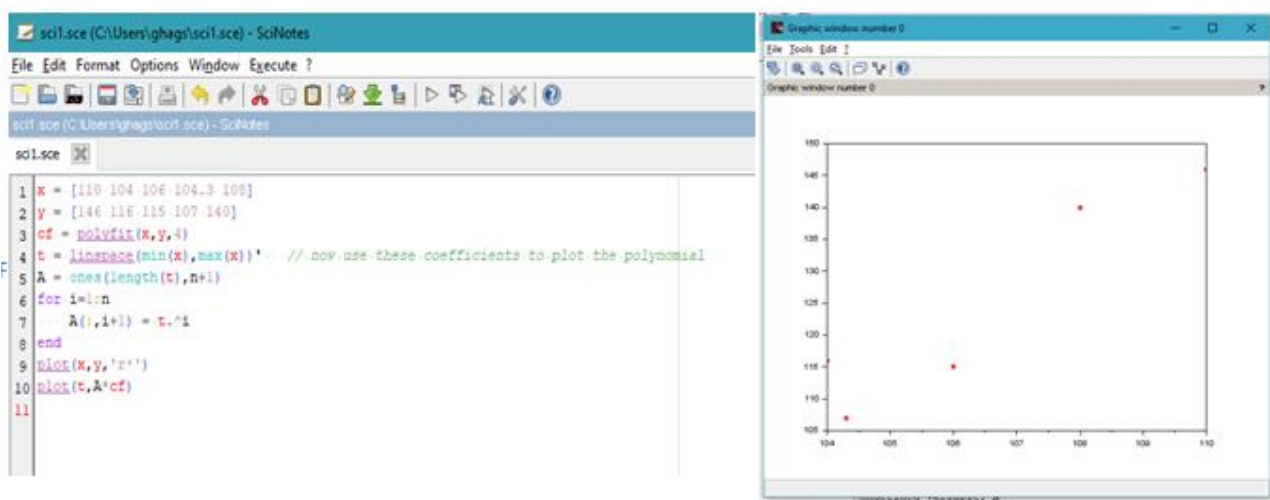 sci1.sce (C:\Users\ghags\sci1.sce) - SciNotes
File Edit Format Options Window Execute ?
sci1.sce (C:\Users\ghags\sci1.sce) - SciNotes
sci1.sce
1 x = [110 104 106 104.3 108]
2 y = [146 116 115 107 140]
3 cf = polyfit(x,y,4)
4 t = linspace(min(x),max(x))' // now use these coefficients to plot the polynomial
5 A = ones(length(t),n+1)
6 for i=1:n
7 A(:,i+1) = t.^i
8 end
9 plot(x,y,'r*')
10 plot(t,A*cf)
11
Graphic window number 0
File Tools Edit ?
Graphic window number 0 ?
150
145
140
135
130
125
120
115
110
105
104 105 106 107 108 109 110